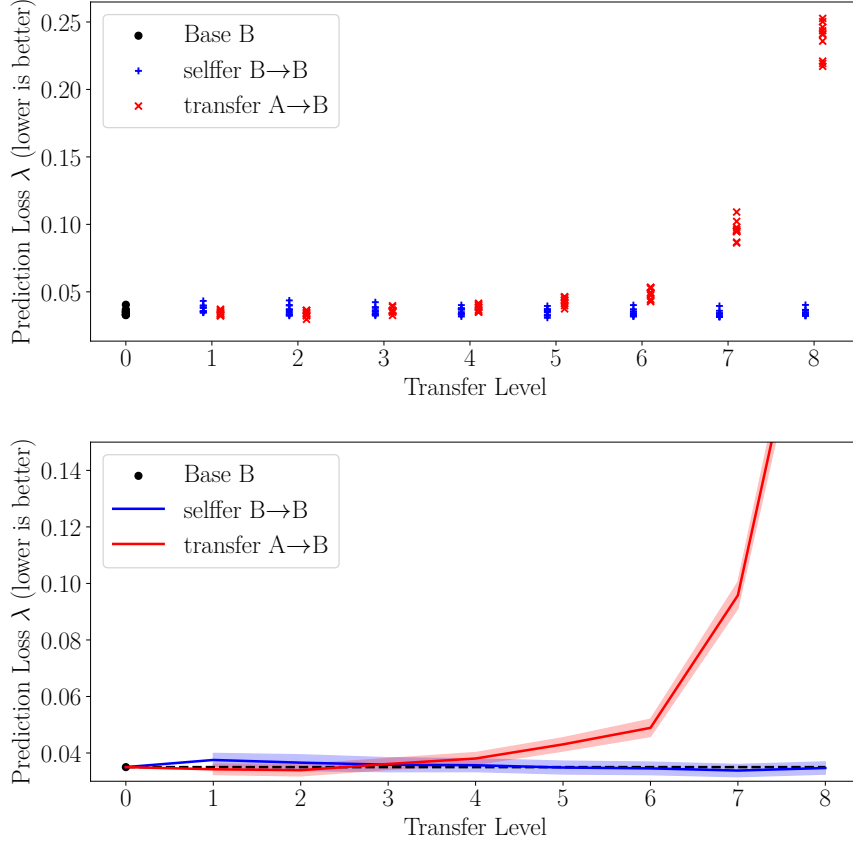 Prediction Loss λ (lower is better)
0.25
0.20
0.15
0.10
0.05
Base B
selffer B→B
transfer A→B
0 1 2 3 4 5 6 7 8
Transfer Level
Prediction Loss λ (lower is better)
0.14
0.12
0.10
0.08
0.06
0.04
Base B
selffer B→B
transfer A→B
0 1 2 3 4 5 6 7 8
Transfer Level